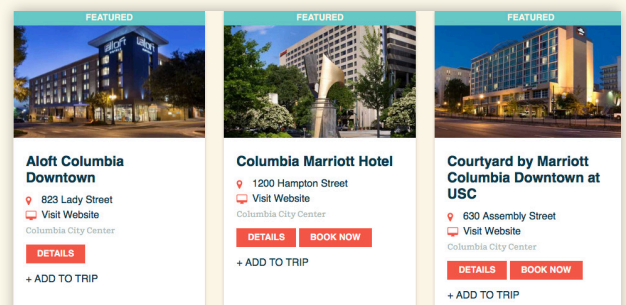 FEATURED
aloft
Aloft Columbia
Downtown
823 Lady Street
Visit Website
Columbia City Center
DETAILS
+ ADD TO TRIP
FEATURED
Columbia Marriott Hotel
1200 Hampton Street
Visit Website
Columbia City Center
DETAILS BOOK NOW
+ ADD TO TRIP
FEATURED
Courtyard by Marriott
Columbia Downtown at
USC
630 Assembly Street
Visit Website
Columbia City Center
DETAILS BOOK NOW
+ ADD TO TRIP